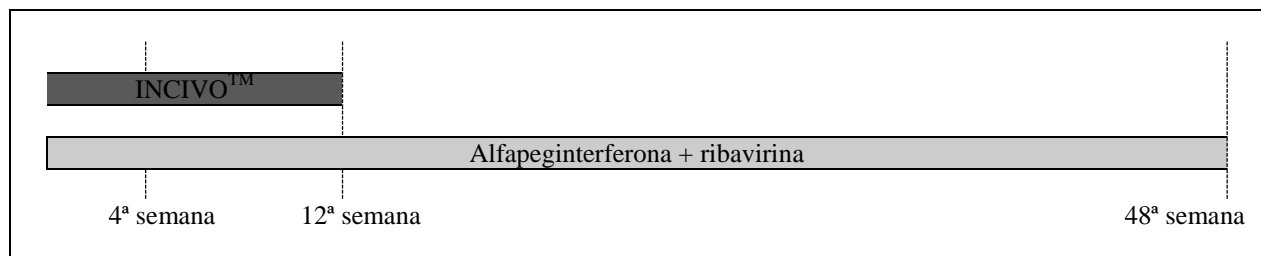 INCIVO™
Alfapeginterferona + ribavirina
4ª semana 12ª semana 48ª semana